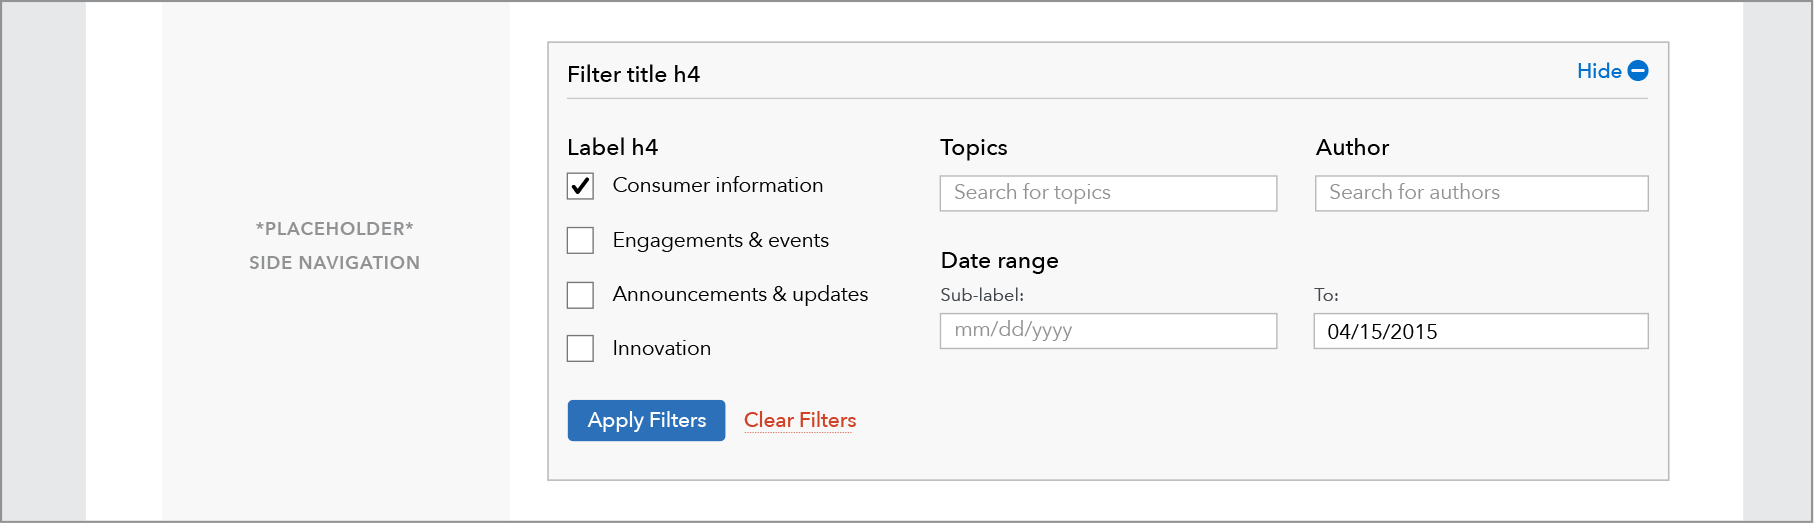 *PLACEHOLDER*
SIDE NAVIGATION
Filter title h4
Hide
Label h4
Consumer information
Engagements & events
Announcements & updates
Innovation
Apply Filters
Clear Filters
Topics
Search for topics
Author
Search for authors
Date range
Sub-label:
mm/dd/yyyy
To:
04/15/2015